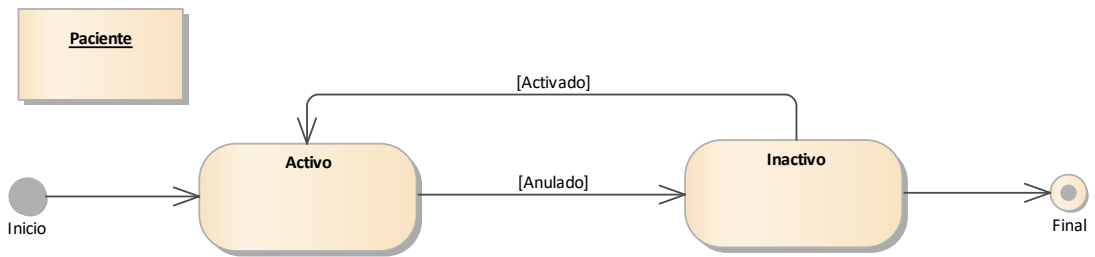 Paciente
[Activado]
Activo
Inactivo
[Anulado]
Inicio
Final